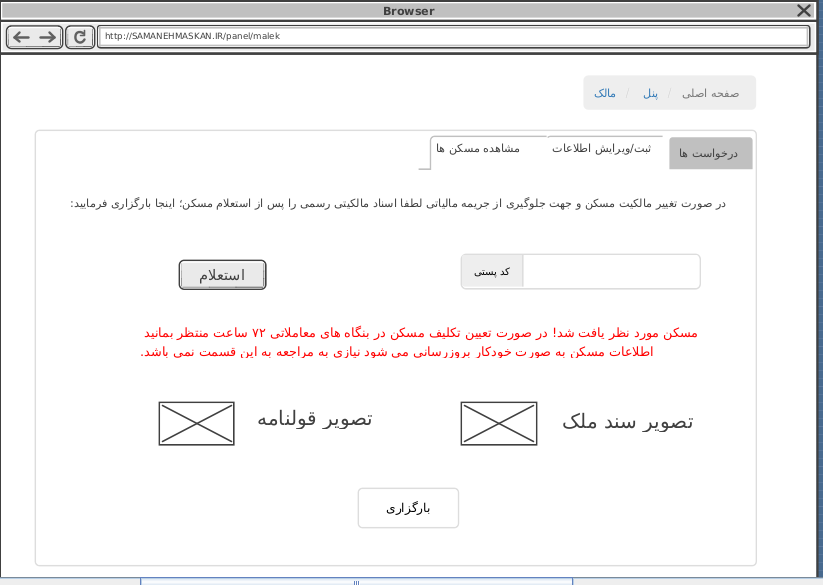 Browser
http://SAMANEHMASKAN.IR/panel/malek
صفحه اصلی / پنل / مالک
درخواست ها
ثبت/ویرایش اطلاعات
مشاهده مسکن ها
در صورت تغییر مالکیت مسکن و جهت جلوگیری از جریمه مالیاتی لطفا اسناد مالکیتی رسمی را پس از استعلام مسکن؛ اینجا بارگزاری فرمایید:
کد پستی
استعلام
مسکن مورد نظر یافت شد! در صورت تعیین تکلیف مسکن در بنگاه های معاملاتی ۷۲ ساعت منتظر بمانید
اطلاعات مسکن به صورت خودکار بروزرسانی می شود نیازی به مراجعه به این قسمت نمی باشد.
تصویر سند ملک
تصویر قولنامه
بارگزاری